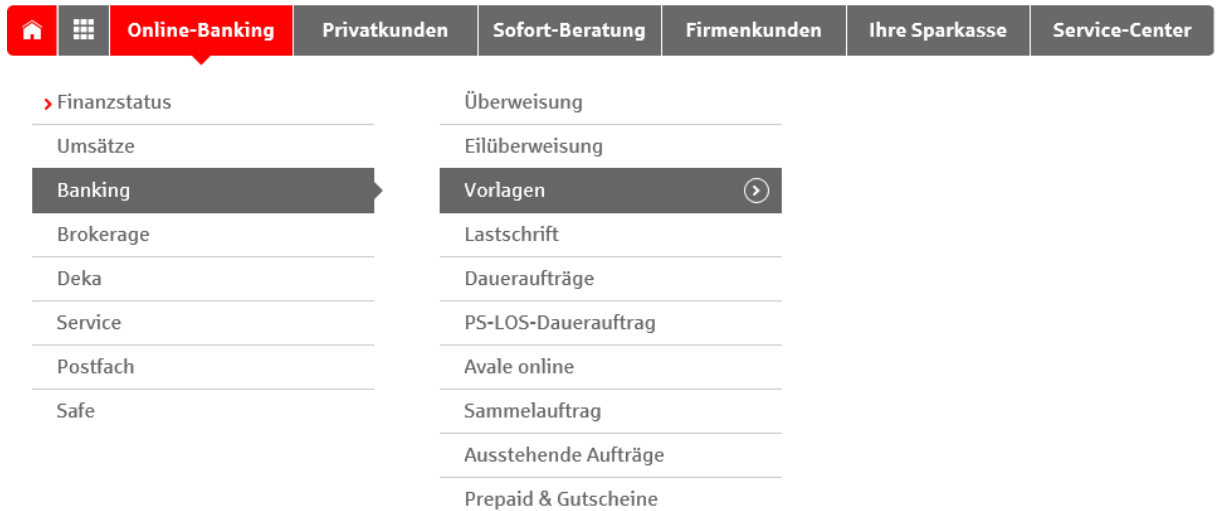 Online-Banking
Privatkunden
Sofort-Beratung
Firmenkunden
Ihre Sparkasse
Service-Center
Finanzstatus
Umsätze
Banking
Brokerage
Deka
Service
Postfach
Safe
Überweisung
Eilüberweisung
Vorlagen
Lastschrift
Daueraufträge
PS-LOS-Dauerauftrag
Avale online
Sammelauftrag
Ausstehende Aufträge
Prepaid & Gutscheine